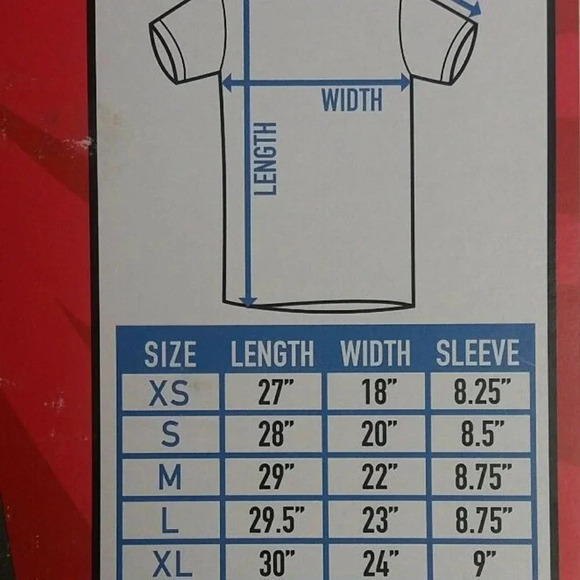 WIDTH
LENGTH
SIZE LENGTH WIDTH SLEEVE
XS 27” 18” 8.25”
S 28” 20” 8.5”
M 29” 22” 8.75”
L 29.5” 23” 8.75”
XL 30” 24” 9”